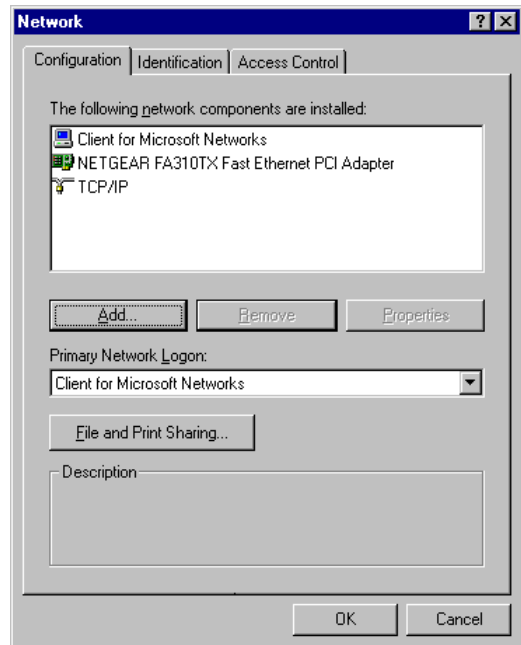 Network
Configuration Identification Access Control
The following network components are installed:
Client for Microsoft Networks
NETGEAR FA310TX Fast Ethernet PCI Adapter
TCP/IP
Add... Remove Properties
Primary Network Logon:
Client for Microsoft Networks
File and Print Sharing...
Description
OK Cancel